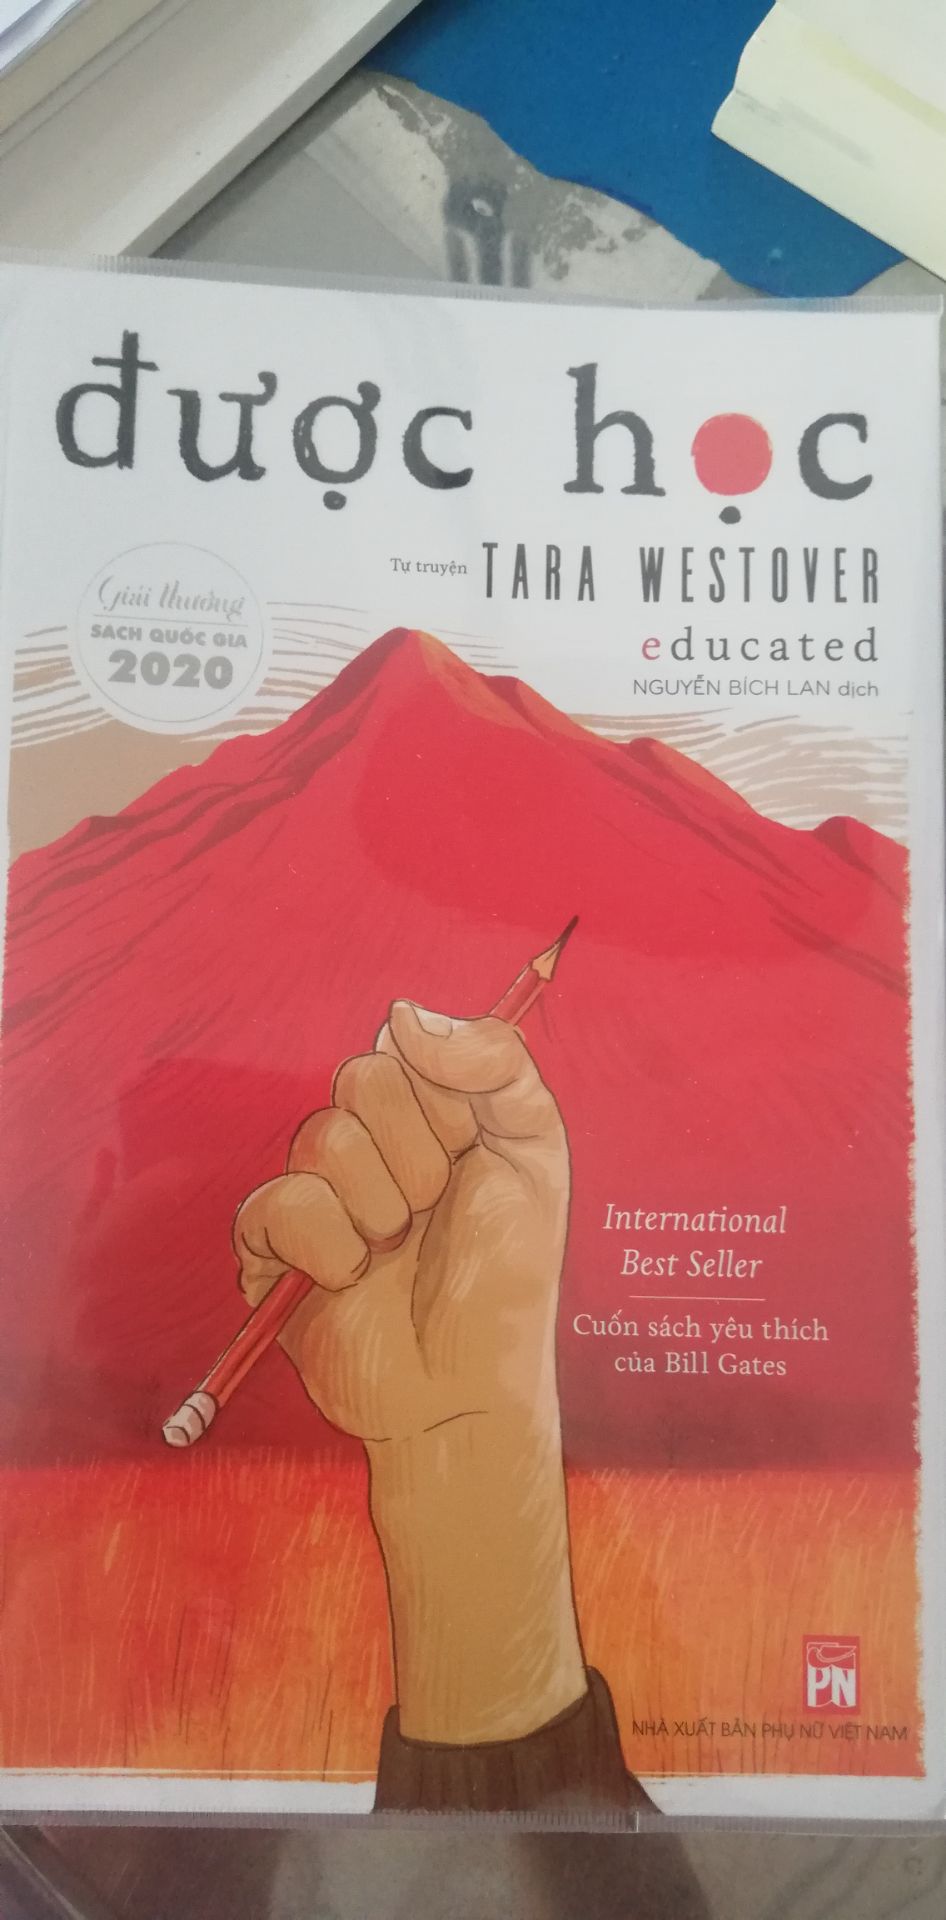 được học
Tự truyện TARA WESTOVER
educated
NGUYỄN BÍCH LAN dịch
Giải thưởng
SÁCH QUỐC GIA
2020
International
Best Seller
Cuốn sách yêu thích
của Bill Gates
PN
NHÀ XUẤT BẢN PHỤ NỮ VIỆT NAM